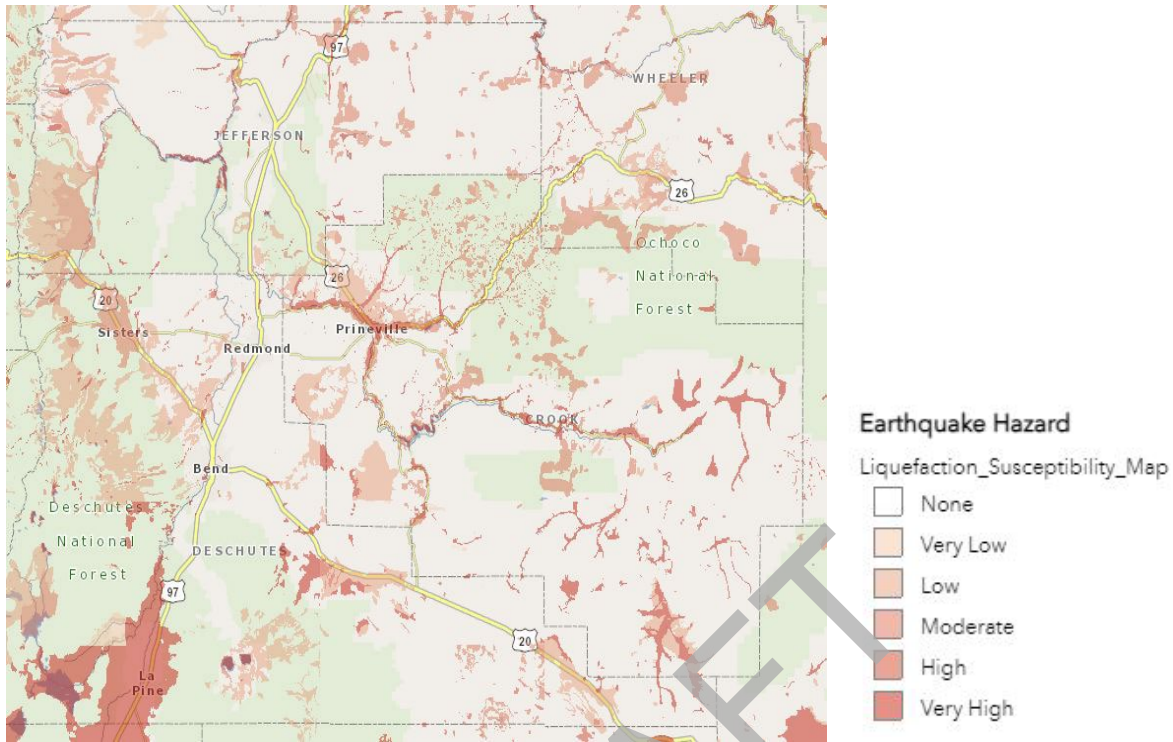 97
WHEELER
JEFFERSON
26
Ochoco
National
Forest
26
20
Sisters
Prineville
Redmond
CROOK
Bend
Deschutes
National
Forest
DESCHUTES
97
20
La
Pine
Earthquake Hazard
Liquefaction_Susceptibility_Map
None
Very Low
Low
Moderate
High
Very High
FT